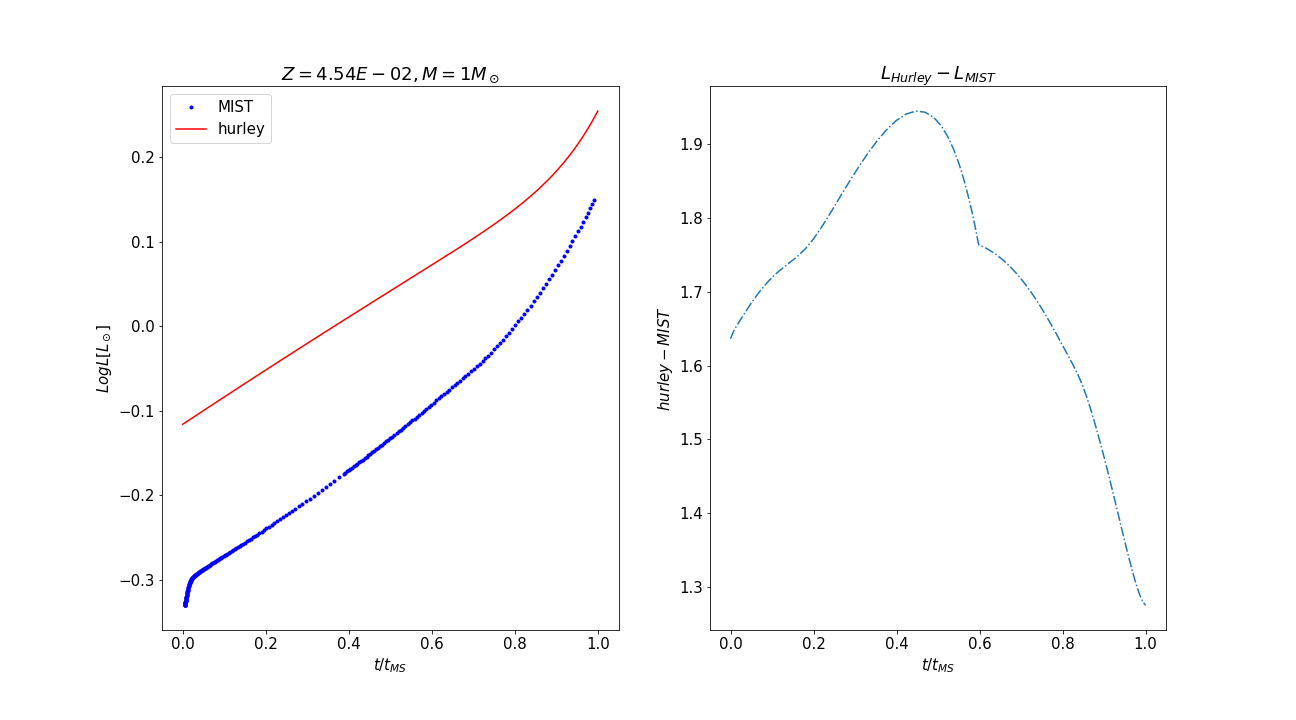 Z = 4.54E − 02, M = 1M⊙
MIST
hurley
LogL[L⊙]
0.2
0.1
0.0
−0.1
−0.2
−0.3
0.0 0.2 0.4 0.6 0.8 1.0
t/tMS
LHurley − LMIST
hurley − MIST
1.9
1.8
1.7
1.6
1.5
1.4
1.3
0.0 0.2 0.4 0.6 0.8 1.0
t/tMS